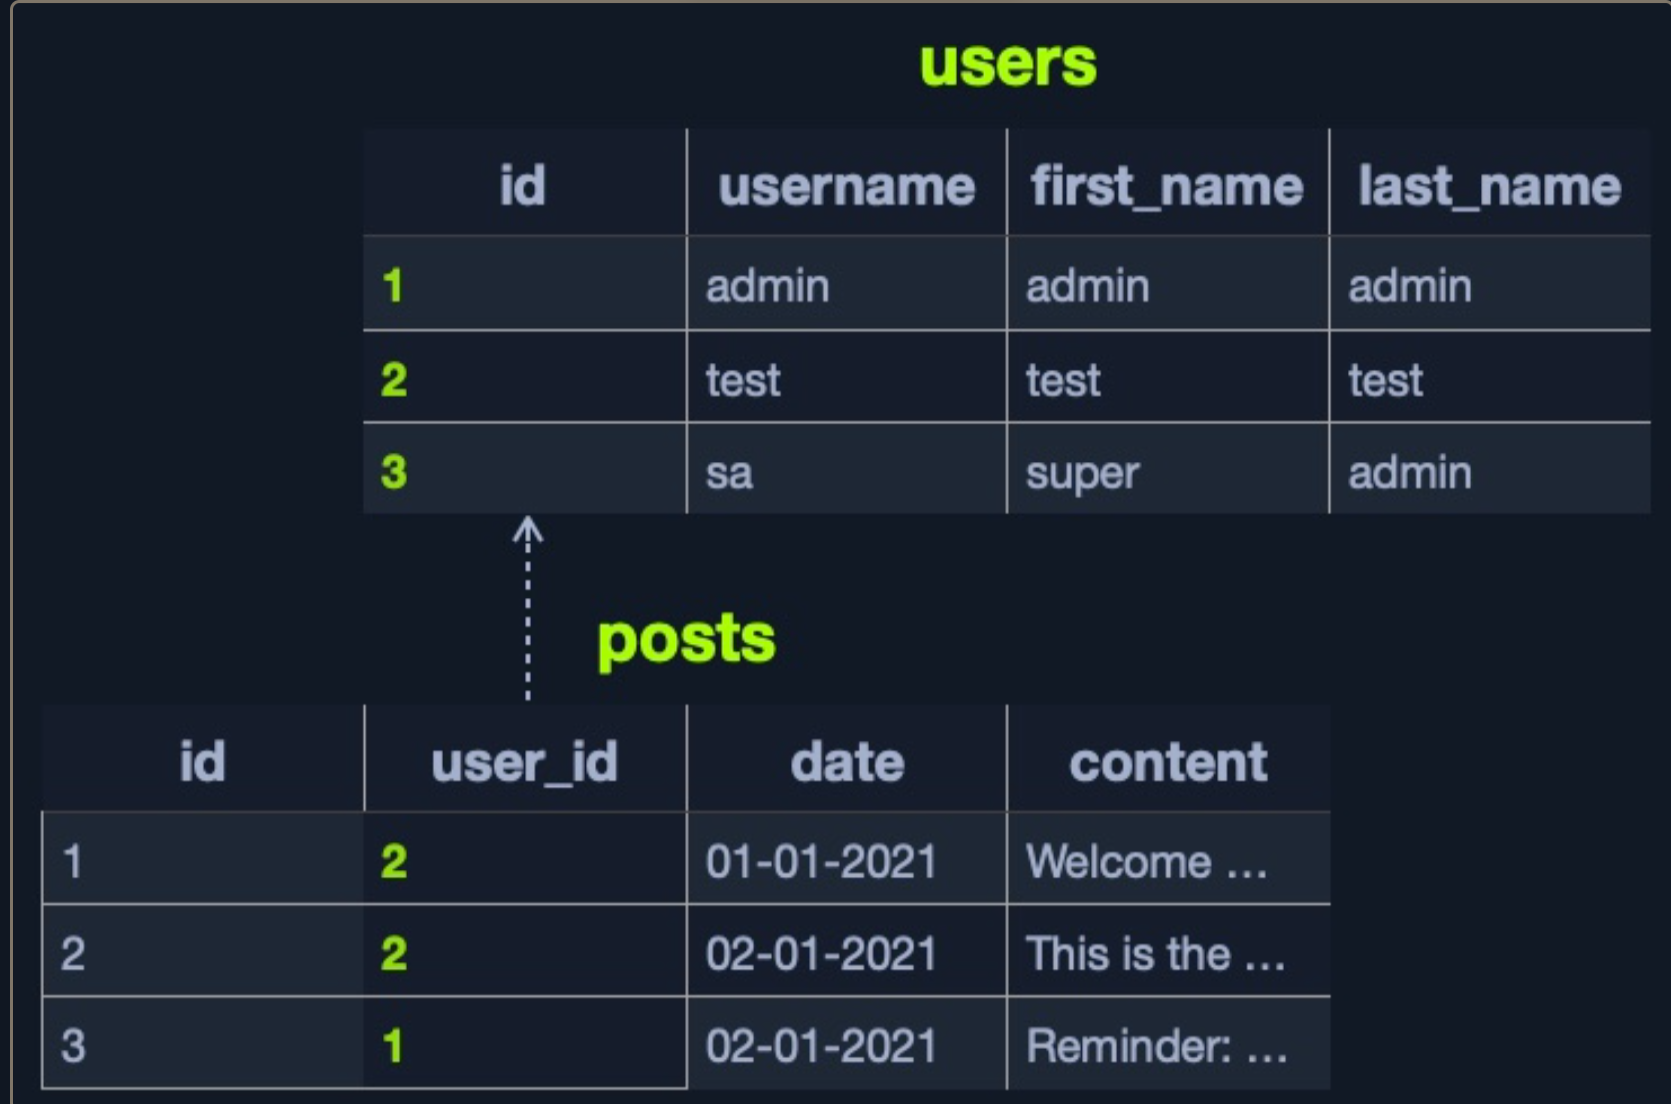 users
id username first_name last_name
1 admin admin admin
2 test test test
3 sa super admin
posts
id user_id date content
1 2 01-01-2021 Welcome ...
2 2 02-01-2021 This is the ...
3 1 02-01-2021 Reminder: ...